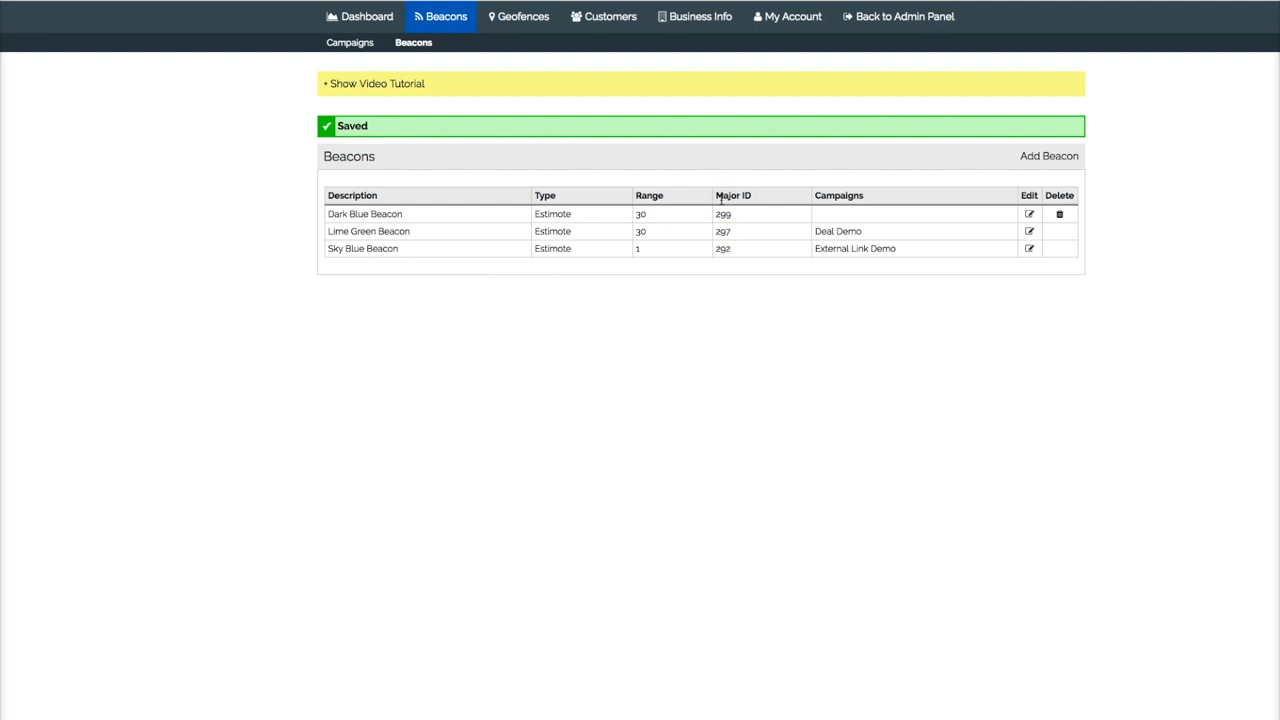 Dashboard Beacons Geofences Customers Business Info My Account Back to Admin Panel
Campaigns Beacons
+ Show Video Tutorial
Saved
Beacons Add Beacon
Description Type Range Major ID Campaigns Edit Delete
Dark Blue Beacon Estimote 30 299
Lime Green Beacon Estimote 30 297 Deal Demo
Sky Blue Beacon Estimote 1 292 External Link Demo